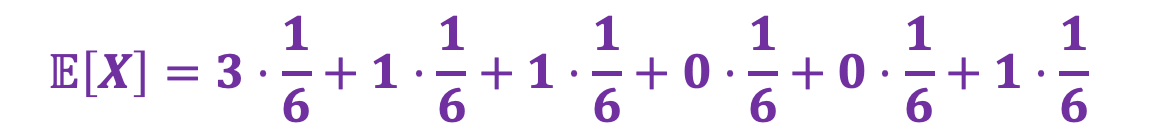 𝔼[X] = 3 · 1/6 + 1 · 1/6 + 1 · 1/6 + 0 · 1/6 + 0 · 1/6 + 1 · 1/6